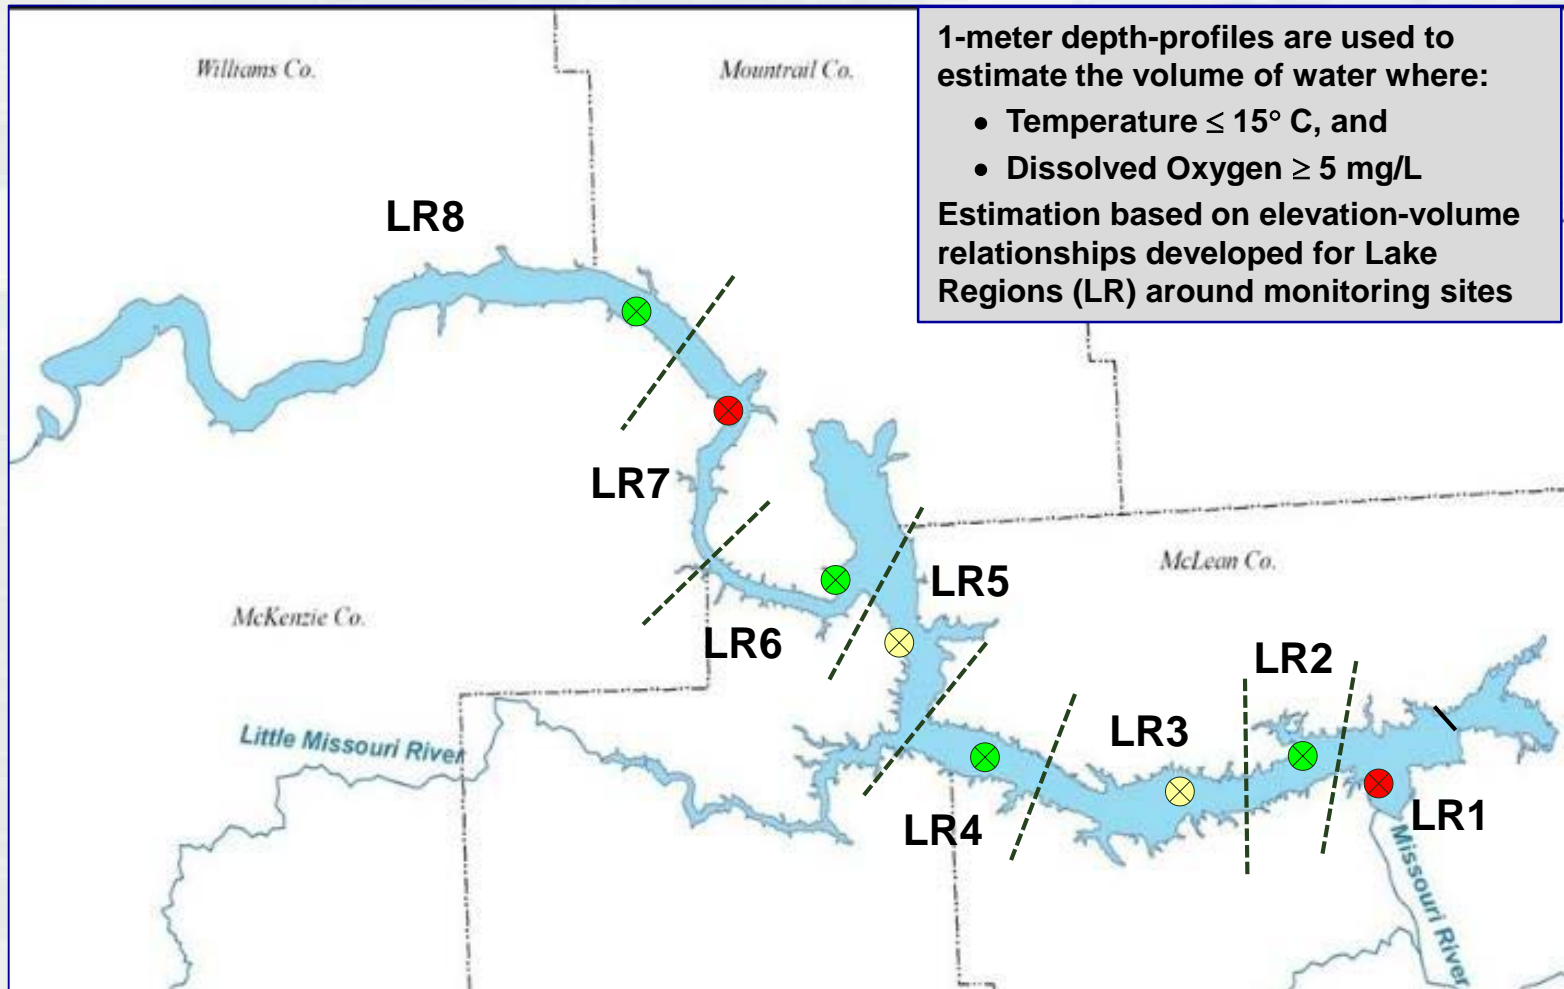 Williams Co.
Mountrail Co.
1-meter depth-profiles are used to
estimate the volume of water where:
• Temperature ≤ 15° C, and
• Dissolved Oxygen ≥ 5 mg/L
Estimation based on elevation-volume
relationships developed for Lake
Regions (LR) around monitoring sites
LR8
LR7
LR5
McLean Co.
McKenzie Co.
LR6
LR2
Little Missouri River
LR3
LR4
LR1
Missouri River